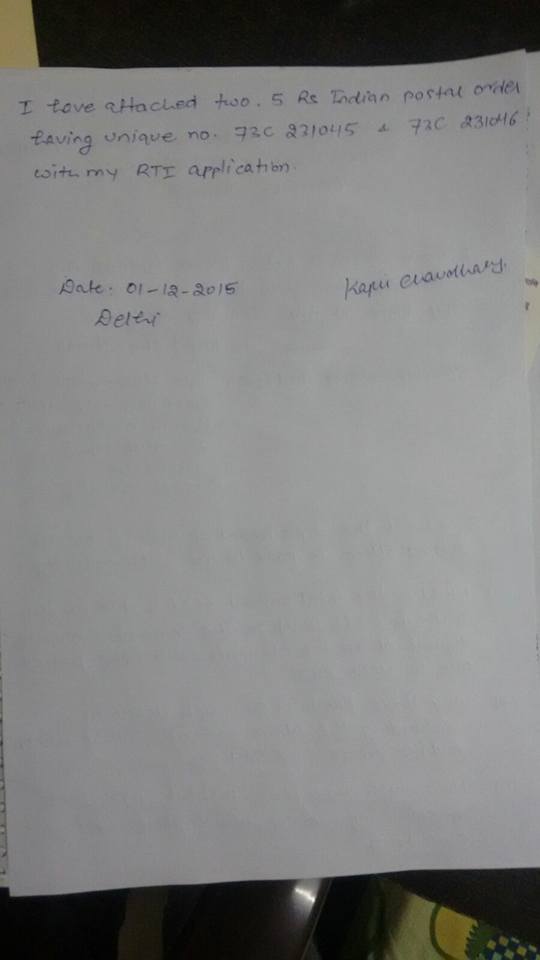 I have attached two. 5 Rs Indian postal order
having unique no. 73C 231045 & 73C 231046
with my RTI application.
Date: 01-12-2015
Kapil Chaudhary.
Delhi